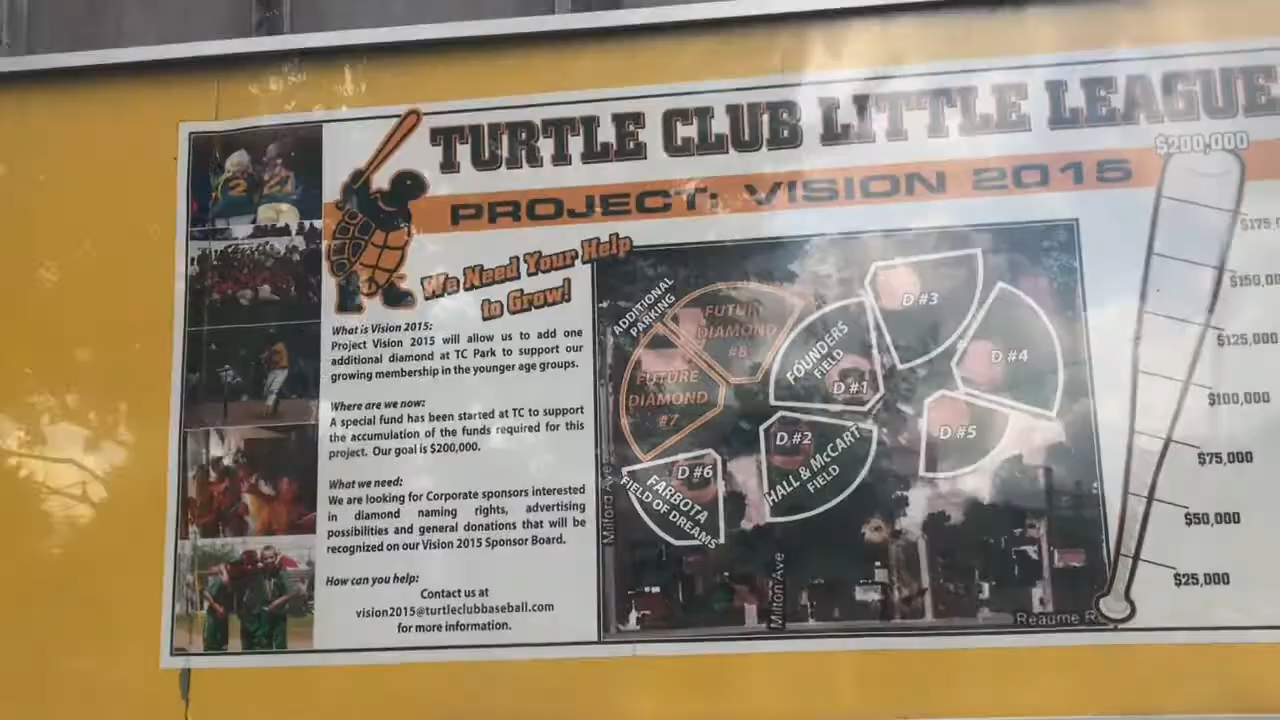 TURTLE CLUB LITTLE LEAGUE
PROJECT: VISION 2015
We Need Your Help
to Grow!
What is Vision 2015:
Project Vision 2015 will allow us to add one
additional diamond at TC Park to support our
growing membership in the younger age groups.
Where are we now:
A special fund has been started at TC to support
the accumulation of the funds required for this
project. Our goal is $200,000.
What we need:
We are looking for Corporate sponsors interested
in diamond naming rights, advertising
possibilities and general donations that will be
recognized on our Vision 2015 Sponsor Board.
How can you help:
Contact us at
vision2015@turtleclubbaseball.com
for more information.
ADDITIONAL
PARKING
FUTURE
DIAMOND
#8
FUTURE
DIAMOND
#7
FOUNDERS
FIELD
D #1
D #3
D #4
D #5
D #2
HALL & McCART
FIELD
D #6
FARBOTA
FIELD OF DREAMS
Milford Ave
Milton Ave
Reaume R
$200,000
$175,0
$150,00
$125,000
$100,000
$75,000
$50,000
$25,000
2
21